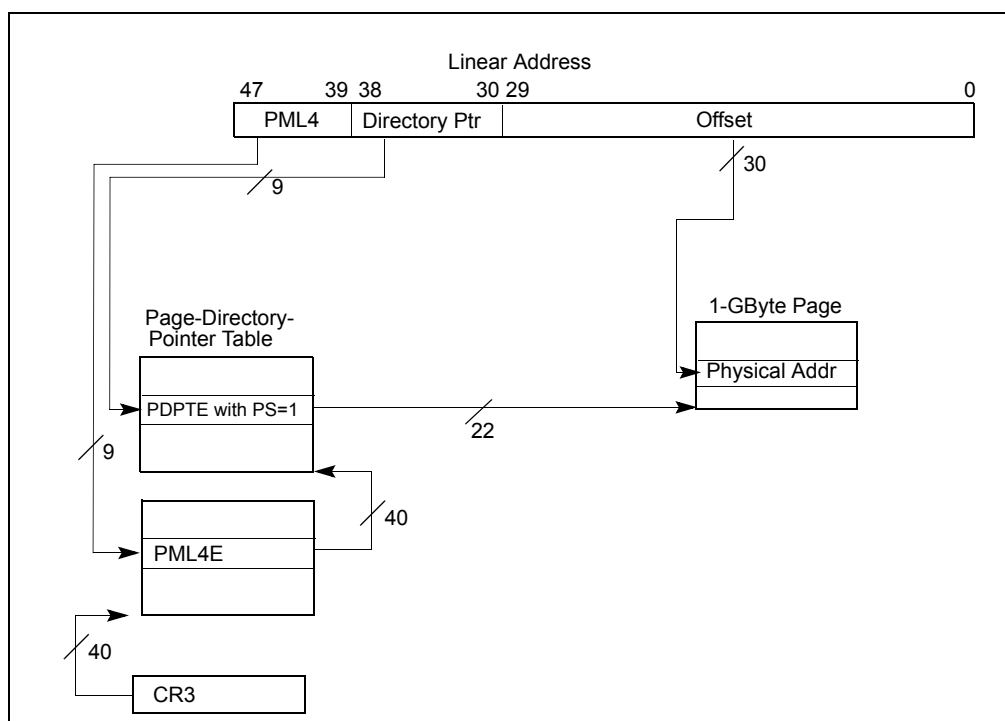 Linear Address
47 39 38 30 29 0
PML4 Directory Ptr Offset
9
30
Page-Directory-
Pointer Table
1-GByte Page
Physical Addr
PDPTE with PS=1
22
9
40
PML4E
40
CR3